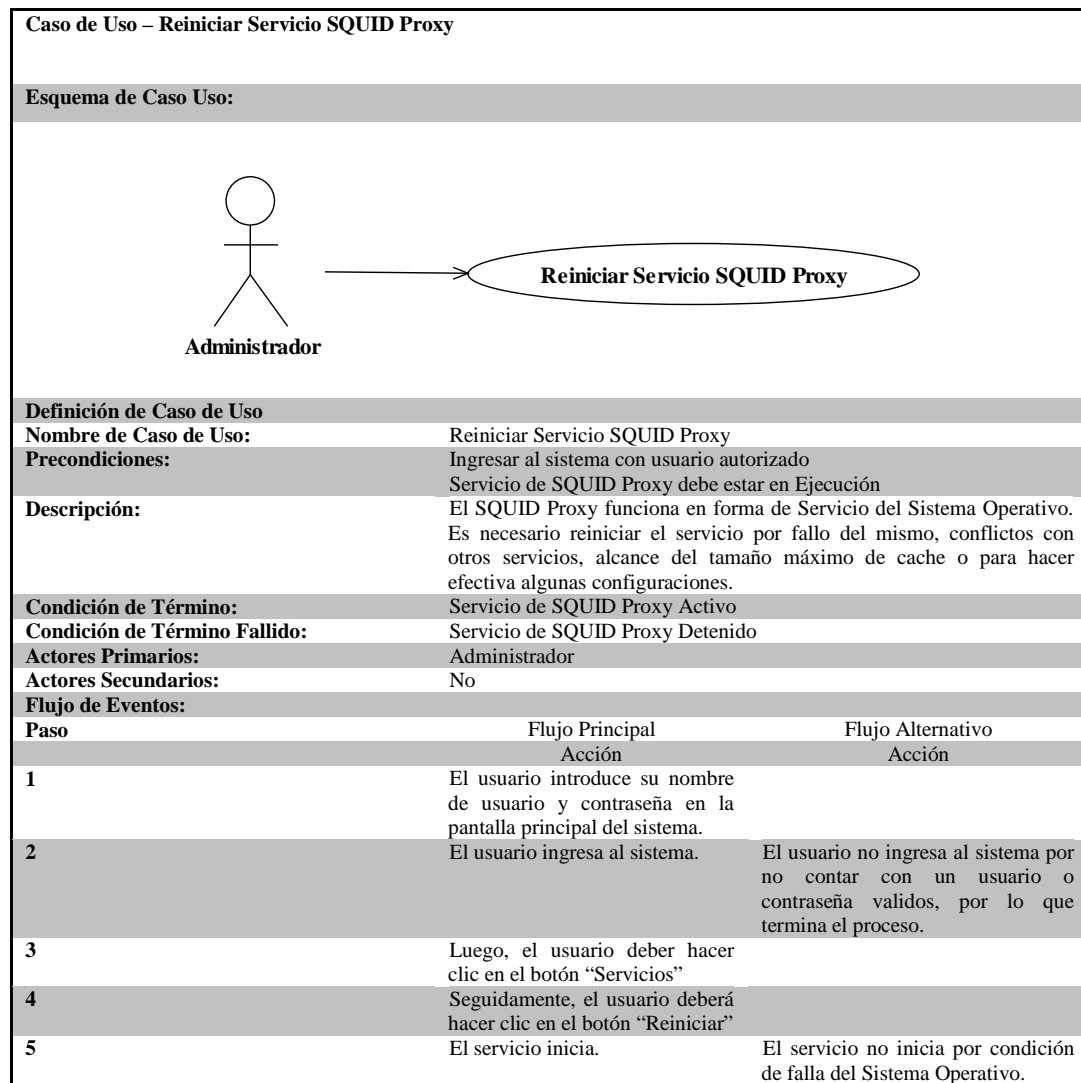 Caso de Uso – Reiniciar Servicio SQUID Proxy
Esquema de Caso Uso:
Reiniciar Servicio SQUID Proxy
Administrador
Definición de Caso de Uso
Nombre de Caso de Uso: Reiniciar Servicio SQUID Proxy
Precondiciones: Ingresar al sistema con usuario autorizado
Servicio de SQUID Proxy debe estar en Ejecución
Descripción: El SQUID Proxy funciona en forma de Servicio del Sistema Operativo.
Es necesario reiniciar el servicio por fallo del mismo, conflictos con
otros servicios, alcance del tamaño máximo de cache o para hacer
efectiva algunas configuraciones.
Condición de Término: Servicio de SQUID Proxy Activo
Condición de Término Fallido: Servicio de SQUID Proxy Detenido
Actores Primarios: Administrador
Actores Secundarios: No
Flujo de Eventos:
Paso Flujo Principal Flujo Alternativo
Acción Acción
1 El usuario introduce su nombre
de usuario y contraseña en la
pantalla principal del sistema.
2 El usuario ingresa al sistema. El usuario no ingresa al sistema por
no contar con un usuario o
contraseña validos, por lo que
termina el proceso.
3 Luego, el usuario deber hacer
clic en el botón “Servicios”
4 Seguidamente, el usuario deberá
hacer clic en el botón “Reiniciar”
5 El servicio inicia. El servicio no inicia por condición
de falla del Sistema Operativo.